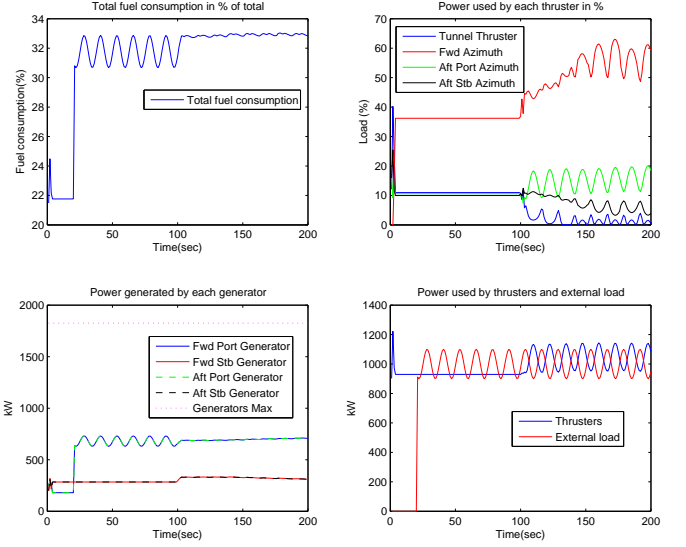 Total fuel consumption in % of total
34
32
30
28
26
24
22
20
Fuel consumption(%)
Total fuel consumption
0
50
100
150
200
Time(sec)
Power used by each thruster in %
70
60
50
40
30
20
10
0
Load (%)
Tunnel Thruster
Fwd Azimuth
Aft Port Azimuth
Aft Stb Azimuth
0
50
100
150
200
Time(sec)
Power generated by each generator
2000
1500
1000
500
0
kW
Fwd Port Generator
Fwd Stb Generator
Aft Port Generator
Aft Stb Generator
Generators Max
0
50
100
150
200
Time(sec)
Power used by thrusters and external load
1400
1200
1000
800
600
400
200
0
kW
Thrusters
External load
0
50
100
150
200
Time(sec)